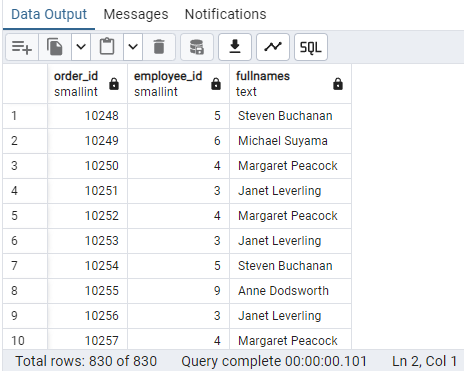 Data Output Messages Notifications
SQL
order_id employee_id fullnames
smallint smallint text
1 10248 5 Steven Buchanan
2 10249 6 Michael Suyama
3 10250 4 Margaret Peacock
4 10251 3 Janet Leverling
5 10252 4 Margaret Peacock
6 10253 3 Janet Leverling
7 10254 5 Steven Buchanan
8 10255 9 Anne Dodsworth
9 10256 3 Janet Leverling
10 10257 4 Margaret Peacock
Total rows: 830 of 830 Query complete 00:00:00.101 Ln 2, Col 1